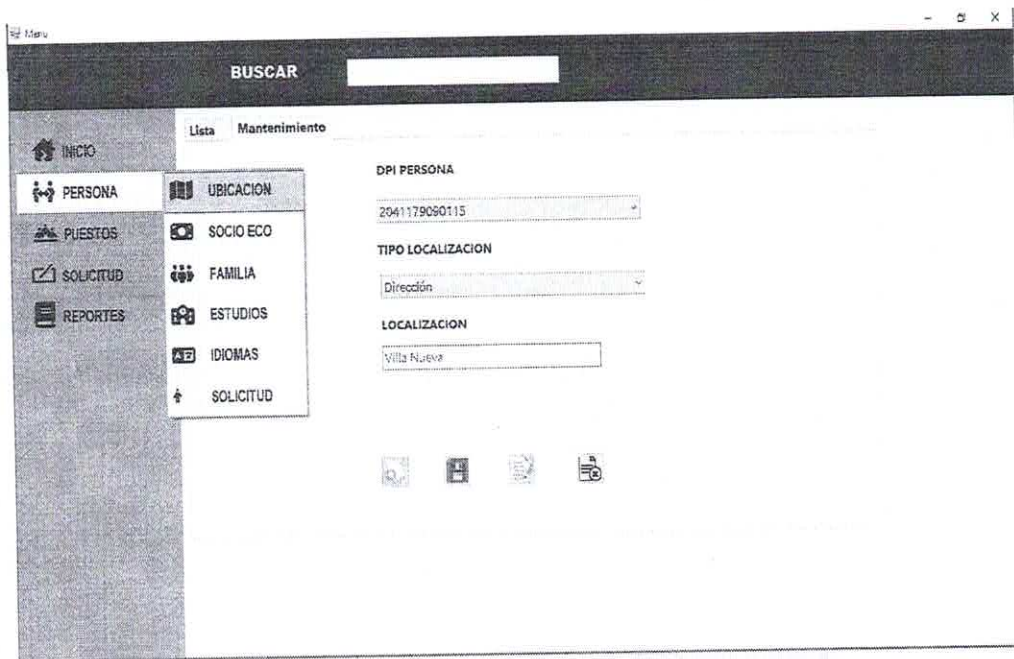 Menu
BUSCAR
Lista Mantenimiento
INICIO
PERSONA
PUESTOS
SOLICITUD
REPORTES
UBICACION
SOCIO ECO
FAMILIA
ESTUDIOS
IDIOMAS
SOLICITUD
DPI PERSONA
2041179090115
TIPO LOCALIZACION
Dirección
LOCALIZACION
Villa Nueva